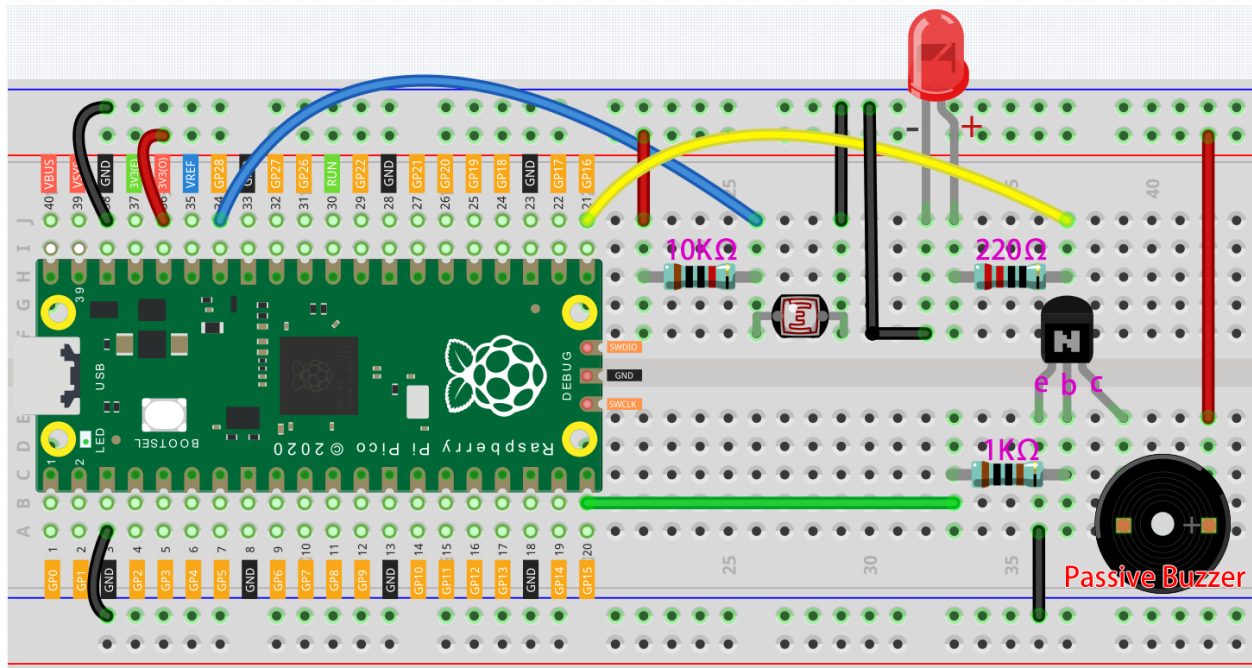 - +
VBUS VSYS GND 3V3(E) 3V3(O) VREF GP28 GND GP27 GP26 RUN GP22 GND GP21 GP20 GP19 GP18 GND GP17 GP16
40 39 38 37 36 35 34 33 32 31 30 29 28 27 26 25 24 23 22 21
25 35 40
J
I
H
G
F
10KΩ 220Ω
39
SWDIO
GND
SWCLK
DEBUG
USB
e b c
E
D
C
B
A
LED
BOOTSEL
Raspberry Pi Pico © 2020
1KΩ
1 2
1 2 3 4 5 6 7 8 9 10 11 12 13 14 15 16 17 18 19 20
GP0 GP1 GND GP2 GP3 GP4 GP5 GND GP6 GP7 GP8 GP9 GND GP10 GP11 GP12 GP13 GND GP14 GP15
25 30 35
+
Passive Buzzer